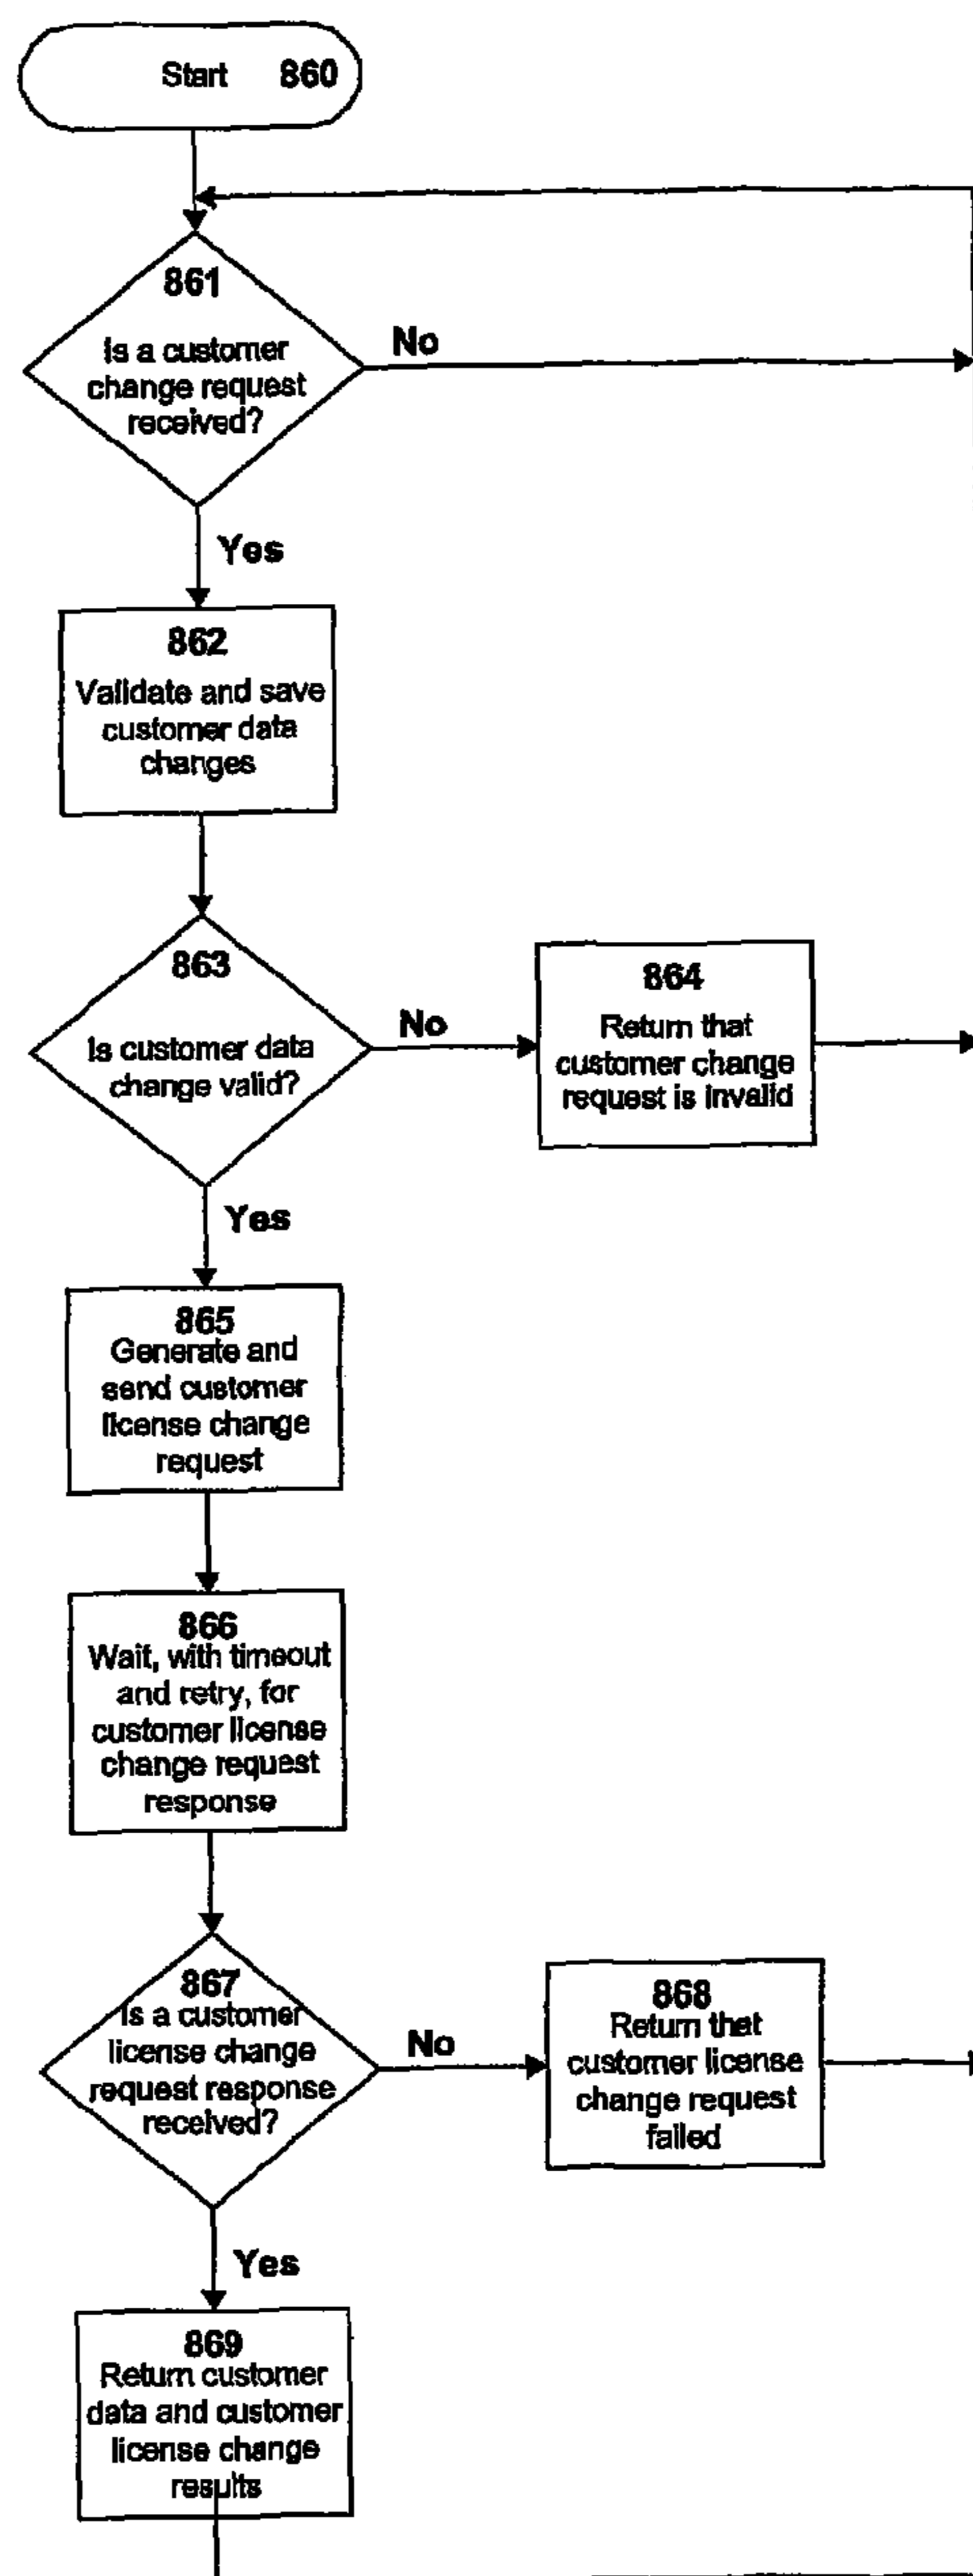 Start 860
861
Is a customer
change request
received?
No
Yes
862
Validate and save
customer data
changes
863
Is customer data
change valid?
No
864
Return that
customer change
request is invalid
Yes
865
Generate and
send customer
license change
request
866
Wait, with timeout
and retry, for
customer license
change request
response
867
Is a customer
license change
request response
received?
No
868
Return that
customer license
change request
failed
Yes
869
Return customer
data and customer
license change
results